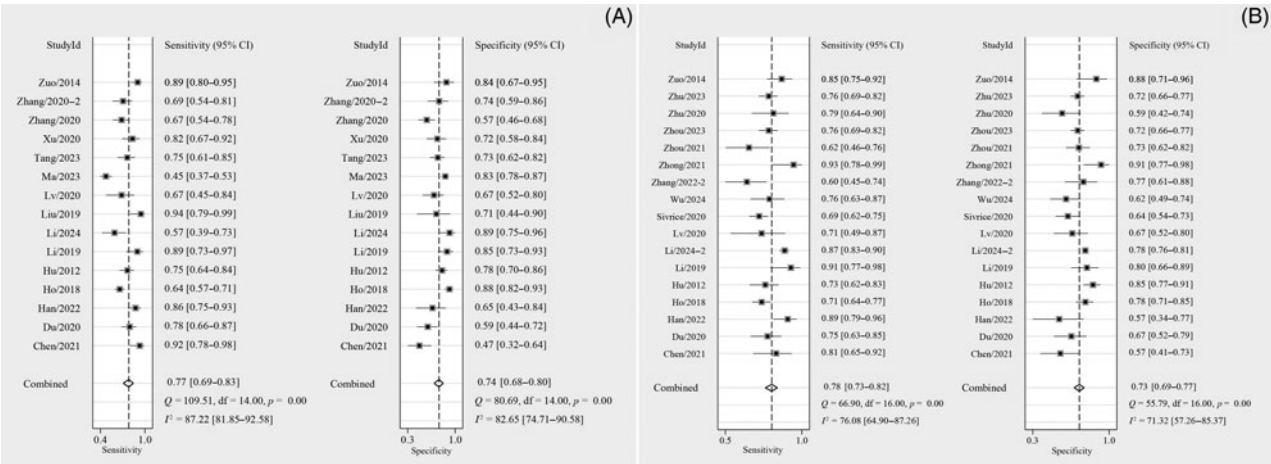 (A)
StudyId Sensitivity (95% CI)
Zuo/2014 0.89 [0.80–0.95]
Zhang/2020–2 0.69 [0.54–0.81]
Zhang/2020 0.67 [0.54–0.78]
Xu/2020 0.82 [0.67–0.92]
Tang/2023 0.75 [0.61–0.85]
Ma/2023 0.45 [0.37–0.53]
Lv/2020 0.67 [0.45–0.84]
Liu/2019 0.94 [0.79–0.99]
Li/2024 0.57 [0.39–0.73]
Li/2019 0.89 [0.73–0.97]
Hu/2012 0.75 [0.64–0.84]
Ho/2018 0.64 [0.57–0.71]
Han/2022 0.86 [0.75–0.93]
Du/2020 0.78 [0.66–0.87]
Chen/2021 0.92 [0.78–0.98]
Combined 0.77 [0.69–0.83]
Q = 109.51, df = 14.00, p = 0.00
I² = 87.22 [81.85–92.58]
0.4 1.0
Sensitivity
StudyId Specificity (95% CI)
Zuo/2014 0.84 [0.67–0.95]
Zhang/2020–2 0.74 [0.59–0.86]
Zhang/2020 0.57 [0.46–0.68]
Xu/2020 0.72 [0.58–0.84]
Tang/2023 0.73 [0.62–0.82]
Ma/2023 0.83 [0.78–0.87]
Lv/2020 0.67 [0.52–0.80]
Liu/2019 0.71 [0.44–0.90]
Li/2024 0.89 [0.75–0.96]
Li/2019 0.85 [0.73–0.93]
Hu/2012 0.78 [0.70–0.86]
Ho/2018 0.88 [0.82–0.93]
Han/2022 0.65 [0.43–0.84]
Du/2020 0.59 [0.44–0.72]
Chen/2021 0.47 [0.32–0.64]
Combined 0.74 [0.68–0.80]
Q = 80.69, df = 14.00, p = 0.00
I² = 82.65 [74.71–90.58]
0.3 1.0
Specificity
(B)
StudyId Sensitivity (95% CI)
Zuo/2014 0.85 [0.75–0.92]
Zhu/2023 0.76 [0.69–0.82]
Zhu/2020 0.79 [0.64–0.90]
Zhou/2023 0.76 [0.69–0.82]
Zhou/2021 0.62 [0.46–0.76]
Zhong/2021 0.93 [0.78–0.99]
Zhang/2022–2 0.60 [0.45–0.74]
Wu/2024 0.76 [0.63–0.87]
Sivrice/2020 0.69 [0.62–0.75]
Lv/2020 0.71 [0.49–0.87]
Li/2024–2 0.87 [0.83–0.90]
Li/2019 0.91 [0.77–0.98]
Hu/2012 0.73 [0.62–0.83]
Ho/2018 0.71 [0.64–0.77]
Han/2022 0.89 [0.79–0.96]
Du/2020 0.75 [0.63–0.85]
Chen/2021 0.81 [0.65–0.92]
Combined 0.78 [0.73–0.82]
Q = 66.90, df = 16.00, p = 0.00
I² = 76.08 [64.90–87.26]
0.5 1.0
Sensitivity
StudyId Specificity (95% CI)
Zuo/2014 0.88 [0.71–0.96]
Zhu/2023 0.72 [0.66–0.77]
Zhu/2020 0.59 [0.42–0.74]
Zhou/2023 0.72 [0.66–0.77]
Zhou/2021 0.73 [0.62–0.82]
Zhong/2021 0.91 [0.77–0.98]
Zhang/2022–2 0.77 [0.61–0.88]
Wu/2024 0.62 [0.49–0.74]
Sivrice/2020 0.64 [0.54–0.73]
Lv/2020 0.67 [0.52–0.80]
Li/2024–2 0.78 [0.76–0.81]
Li/2019 0.80 [0.66–0.89]
Hu/2012 0.85 [0.77–0.91]
Ho/2018 0.78 [0.71–0.85]
Han/2022 0.57 [0.34–0.77]
Du/2020 0.67 [0.52–0.79]
Chen/2021 0.57 [0.41–0.73]
Combined 0.73 [0.69–0.77]
Q = 55.79, df = 16.00, p = 0.00
I² = 71.32 [57.26–85.37]
0.3 1.0
Specificity